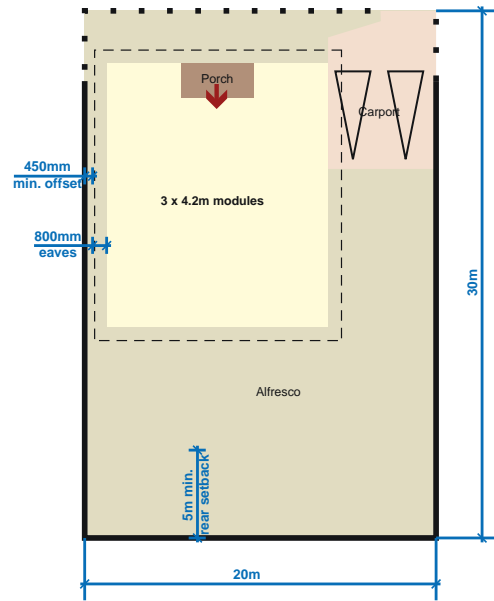 Porch
Carport
450mm
min. offset
3 x 4.2m modules
800mm
eaves
30m
Alfresco
5m min.
rear setback
20m